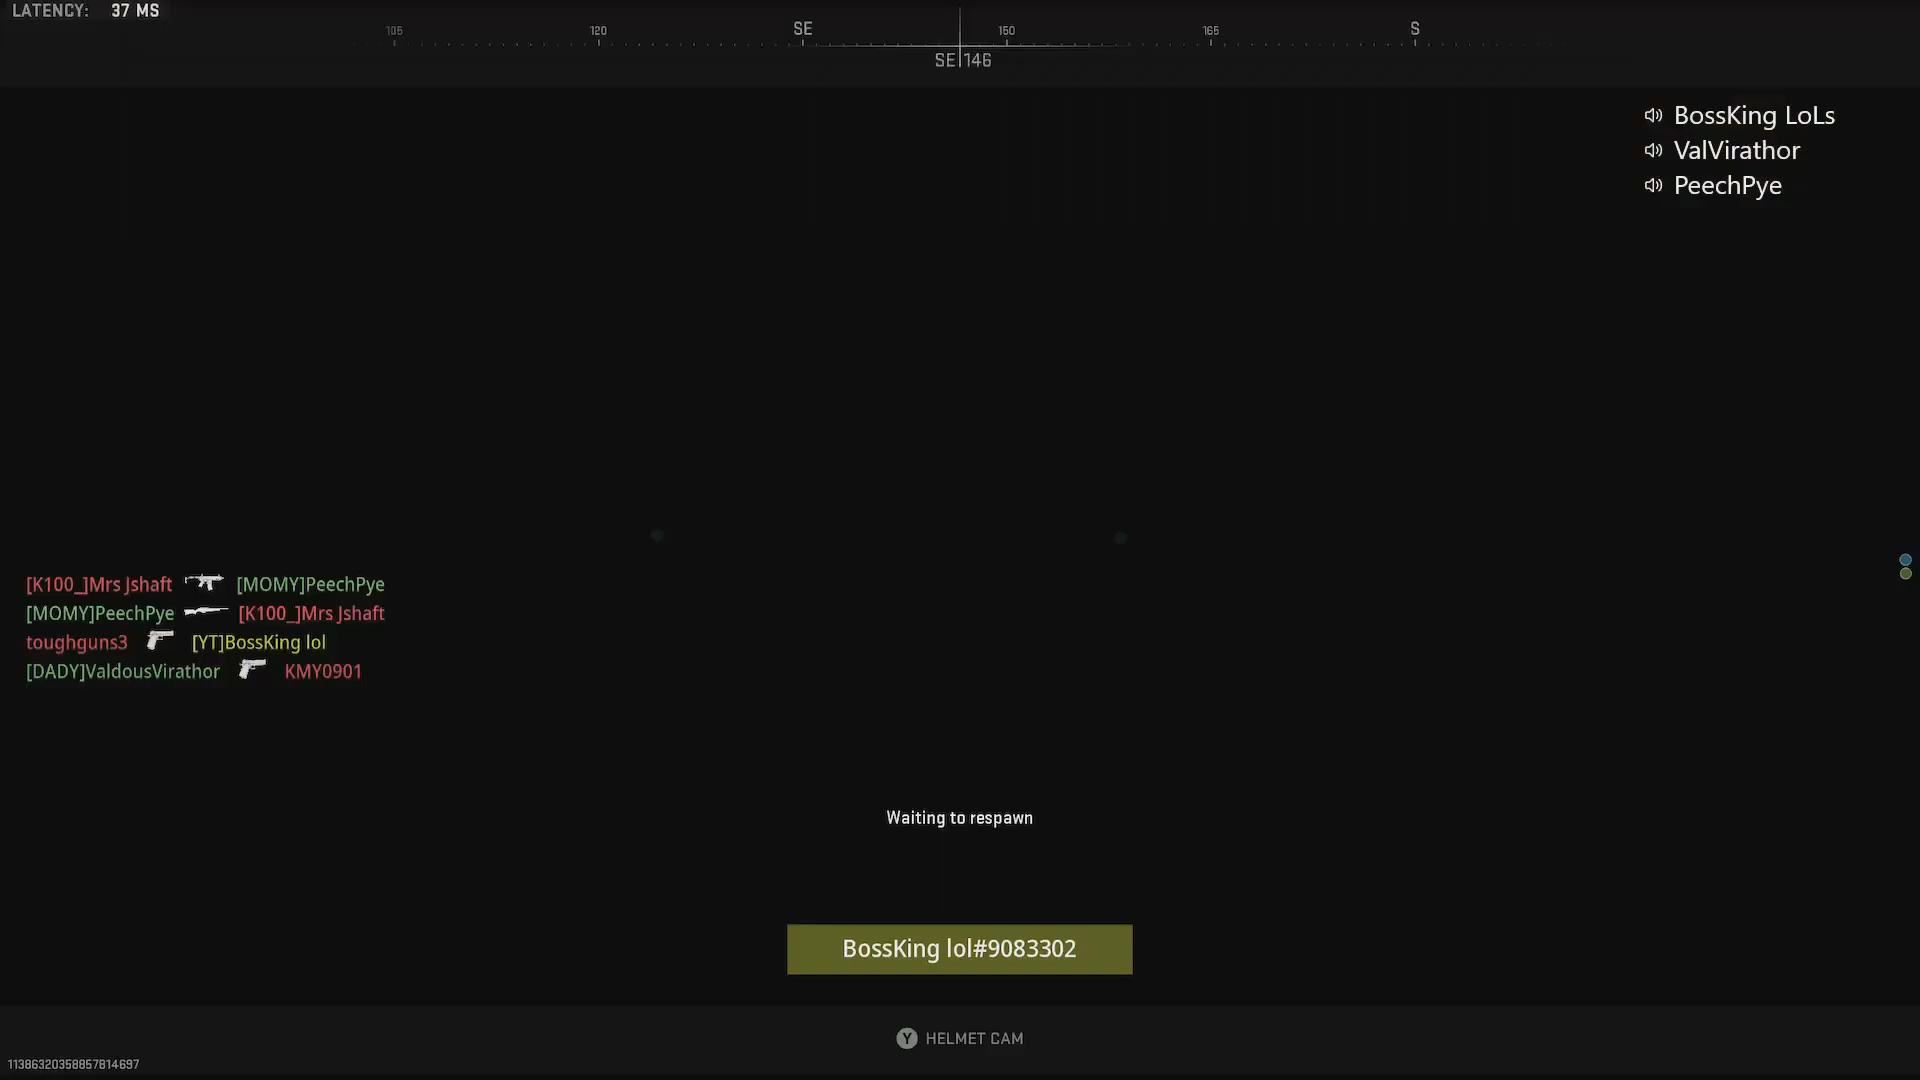 LATENCY: 37 MS
105 120 SE 150 165 S
SE 146
BossKing LoLs
ValVirathor
PeechPye
[K100_]Mrs Jshaft [MOMY]PeechPye
[MOMY]PeechPye [K100_]Mrs Jshaft
toughguns3 [YT]BossKing lol
[DADY]ValdousVirathor KMY0901
Waiting to respawn
BossKing lol#9083302
Y HELMET CAM
11386320358857814697